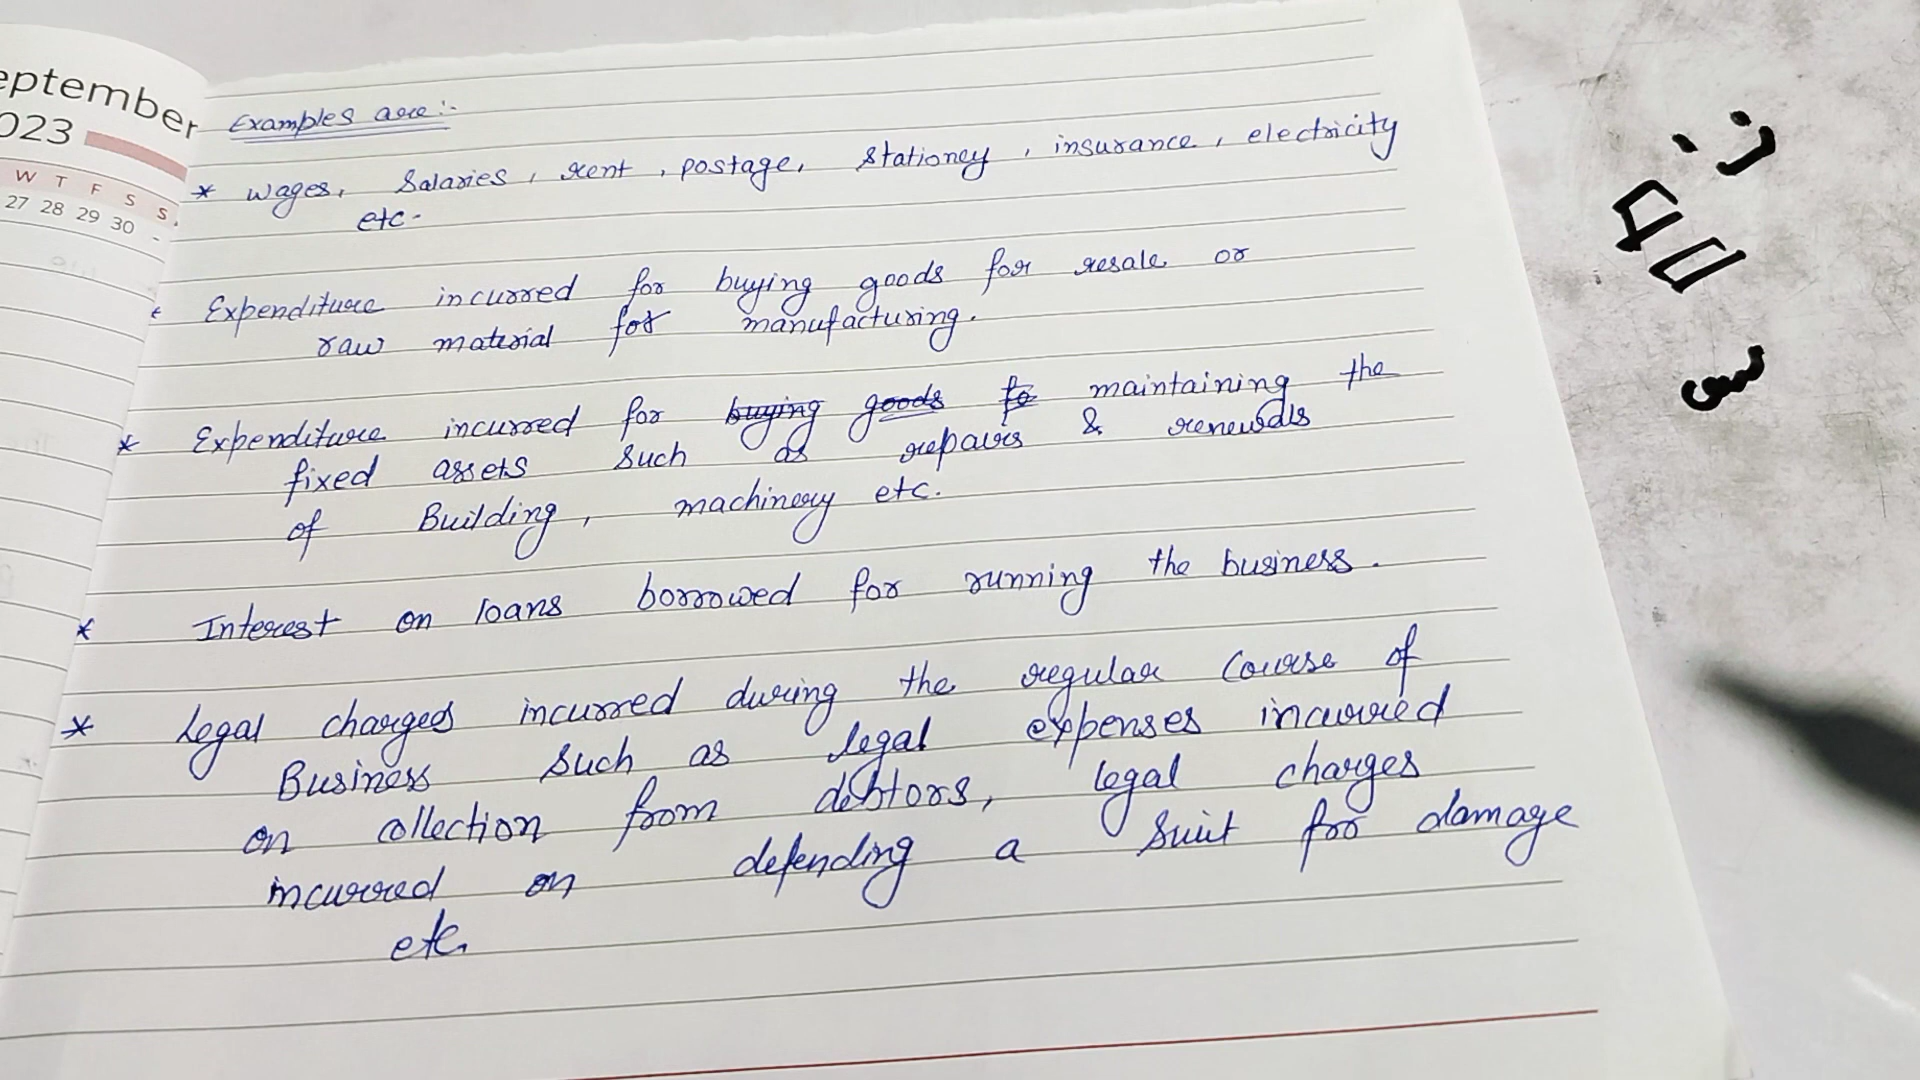 eptember
023
W T F S S
27 28 29 30 -
Examples are :-
* wages, Salaries, rent, postage, stationey, insurance, electricity
etc-
* Expenditure incurred for buying goods for resale or
raw material for manufacturing.
* Expenditure incurred for buying goods fo maintaining the
fixed assets such as repairs & renewals
of Building, machinery etc.
* Interest on loans borrowed for running the business.
* Legal charges incurred during the regular Course of
Business such as legal expenses incurred
on collection from debtors, legal charges
incurred on defending a suit for damage
etc.